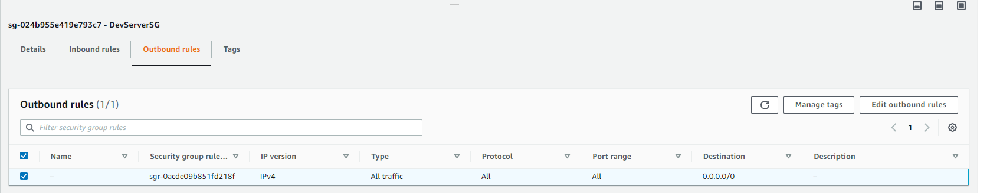 sg-024b955e419e793c7 - DevServerSG
Details Inbound rules Outbound rules Tags
Outbound rules (1/1) Manage tags Edit outbound rules
Filter security group rules 1
Name Security group rule... IP version Type Protocol Port range Destination Description
– sgr-0acde09b851fd218f IPv4 All traffic All All 0.0.0.0/0 –